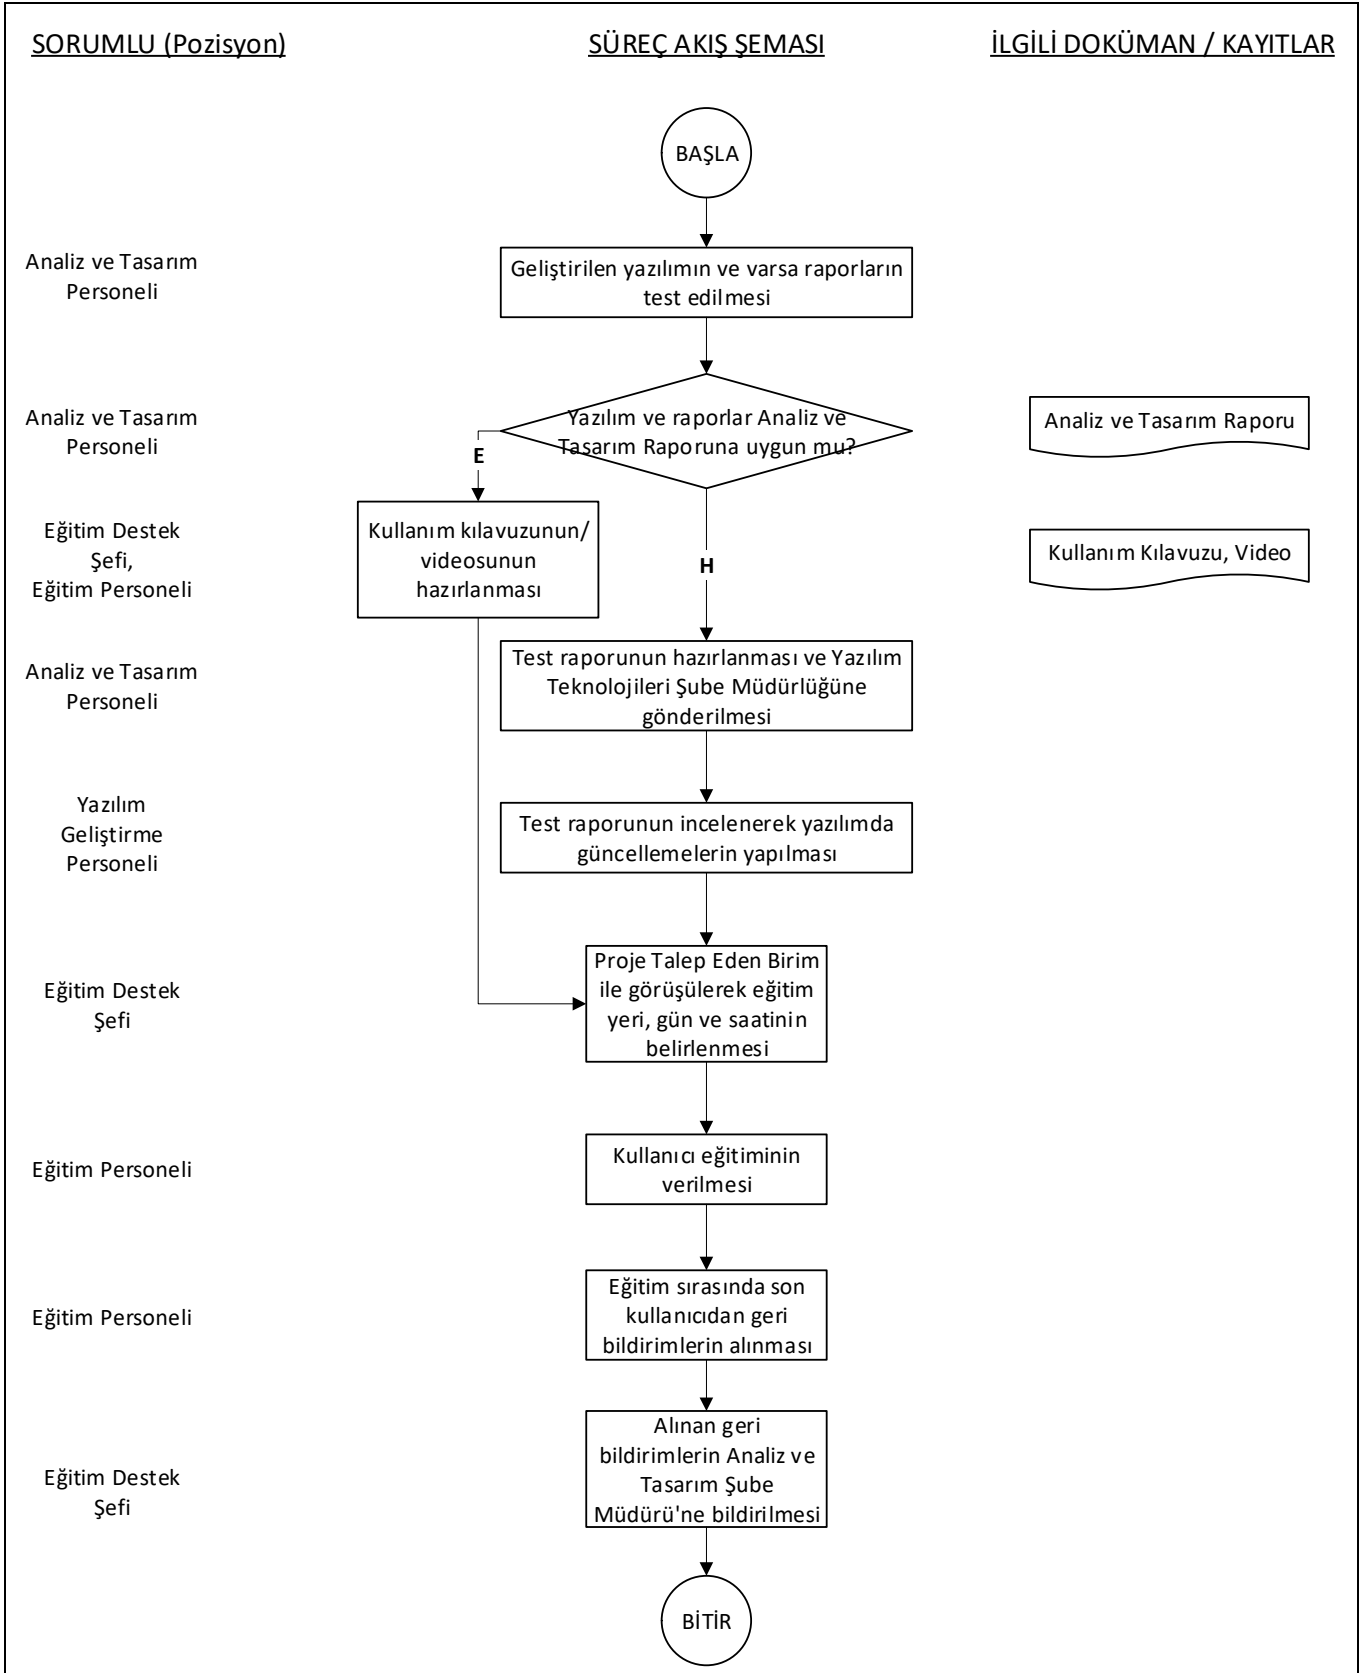 SORUMLU (Pozisyon)
SÜREÇ AKIŞ ŞEMASI
İLGİLİ DOKÜMAN / KAYITLAR
BAŞLA
Analiz ve Tasarım
Personeli
Geliştirilen yazılımın ve varsa raporların
test edilmesi
Analiz ve Tasarım
Personeli
Yazılım ve raporlar Analiz ve
Tasarım Raporuna uygun mu?
Analiz ve Tasarım Raporu
E
H
Eğitim Destek
Şefi,
Eğitim Personeli
Kullanım kılavuzunun/
videosunun
hazırlanması
Kullanım Kılavuzu, Video
Analiz ve Tasarım
Personeli
Test raporunun hazırlanması ve Yazılım
Teknolojileri Şube Müdürlüğüne
gönderilmesi
Yazılım
Geliştirme
Personeli
Test raporunun incelenerek yazılımda
güncellemelerin yapılması
Eğitim Destek
Şefi
Proje Talep Eden Birim
ile görüşülerek eğitim
yeri, gün ve saatinin
belirlenmesi
Eğitim Personeli
Kullanıcı eğitiminin
verilmesi
Eğitim Personeli
Eğitim sırasında son
kullanıcıdan geri
bildirimlerin alınması
Eğitim Destek
Şefi
Alınan geri
bildirimlerin Analiz ve
Tasarım Şube
Müdürü'ne bildirilmesi
BİTİR